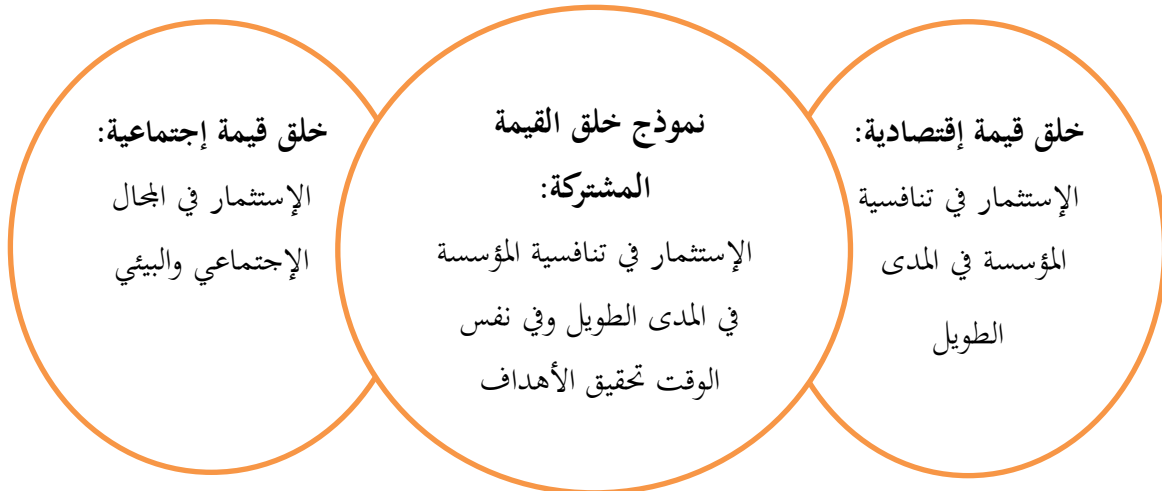 خلق قيمة إقتصادية:
الإستثمار في تنافسية
المؤسسة في المدى
الطويل
نموذج خلق القيمة
المشتركة:
الإستثمار في تنافسية المؤسسة
في المدى الطويل وفي نفس
الوقت تحقيق الأهداف
خلق قيمة إجتماعية:
الإستثمار في المجال
الإجتماعي والبيئي